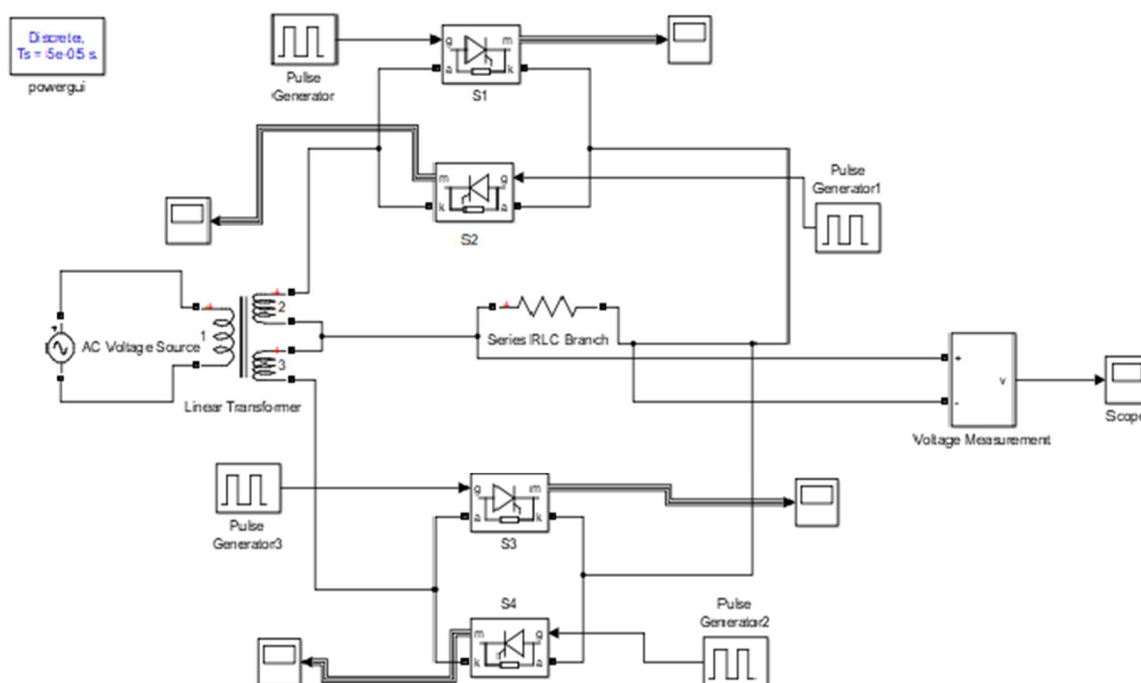 Discrete,
Ts = 5e-05 s.
powergui
Pulse
Generator
g
m
a
k
S1
m
g
k
a
S2
Pulse
Generator1
AC Voltage Source
1
2
3
Linear Transformer
Series RLC Branch
+
v
-
Voltage Measurement
Scope
Pulse
Generator3
g
m
a
k
S3
S4
m
g
k
a
Pulse
Generator2